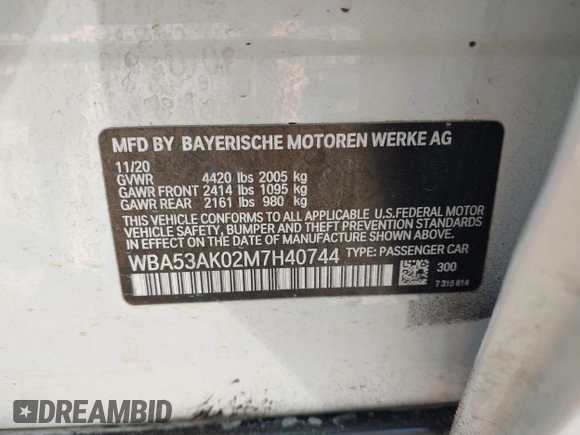 MFD BY BAYERISCHE MOTOREN WERKE AG
11/20
GVWR 4420 lbs 2005 kg
GAWR FRONT 2414 lbs 1095 kg
GAWR REAR 2161 lbs 980 kg
THIS VEHICLE CONFORMS TO ALL APPLICABLE U.S.FEDERAL MOTOR
VEHICLE SAFETY, BUMPER AND THEFT PREVENTION STANDARDS
IN EFFECT ON THE DATE OF MANUFACTURE SHOWN ABOVE.
WBA53AK02M7H40744 TYPE: PASSENGER CAR
300
7 315 814
DREAMBID